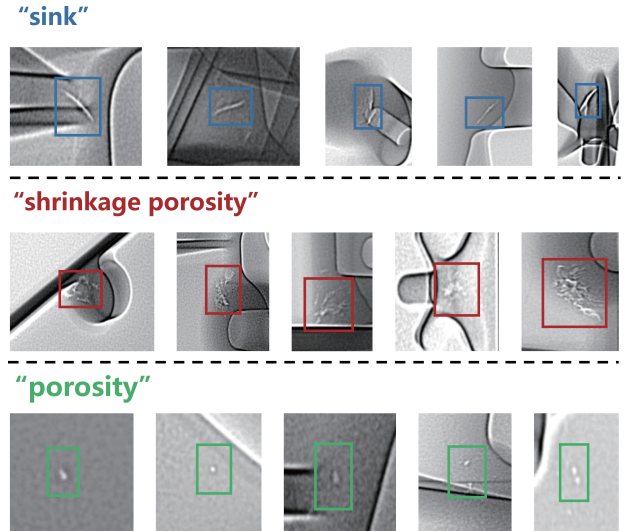 “sink”
“shrinkage porosity”
“porosity”